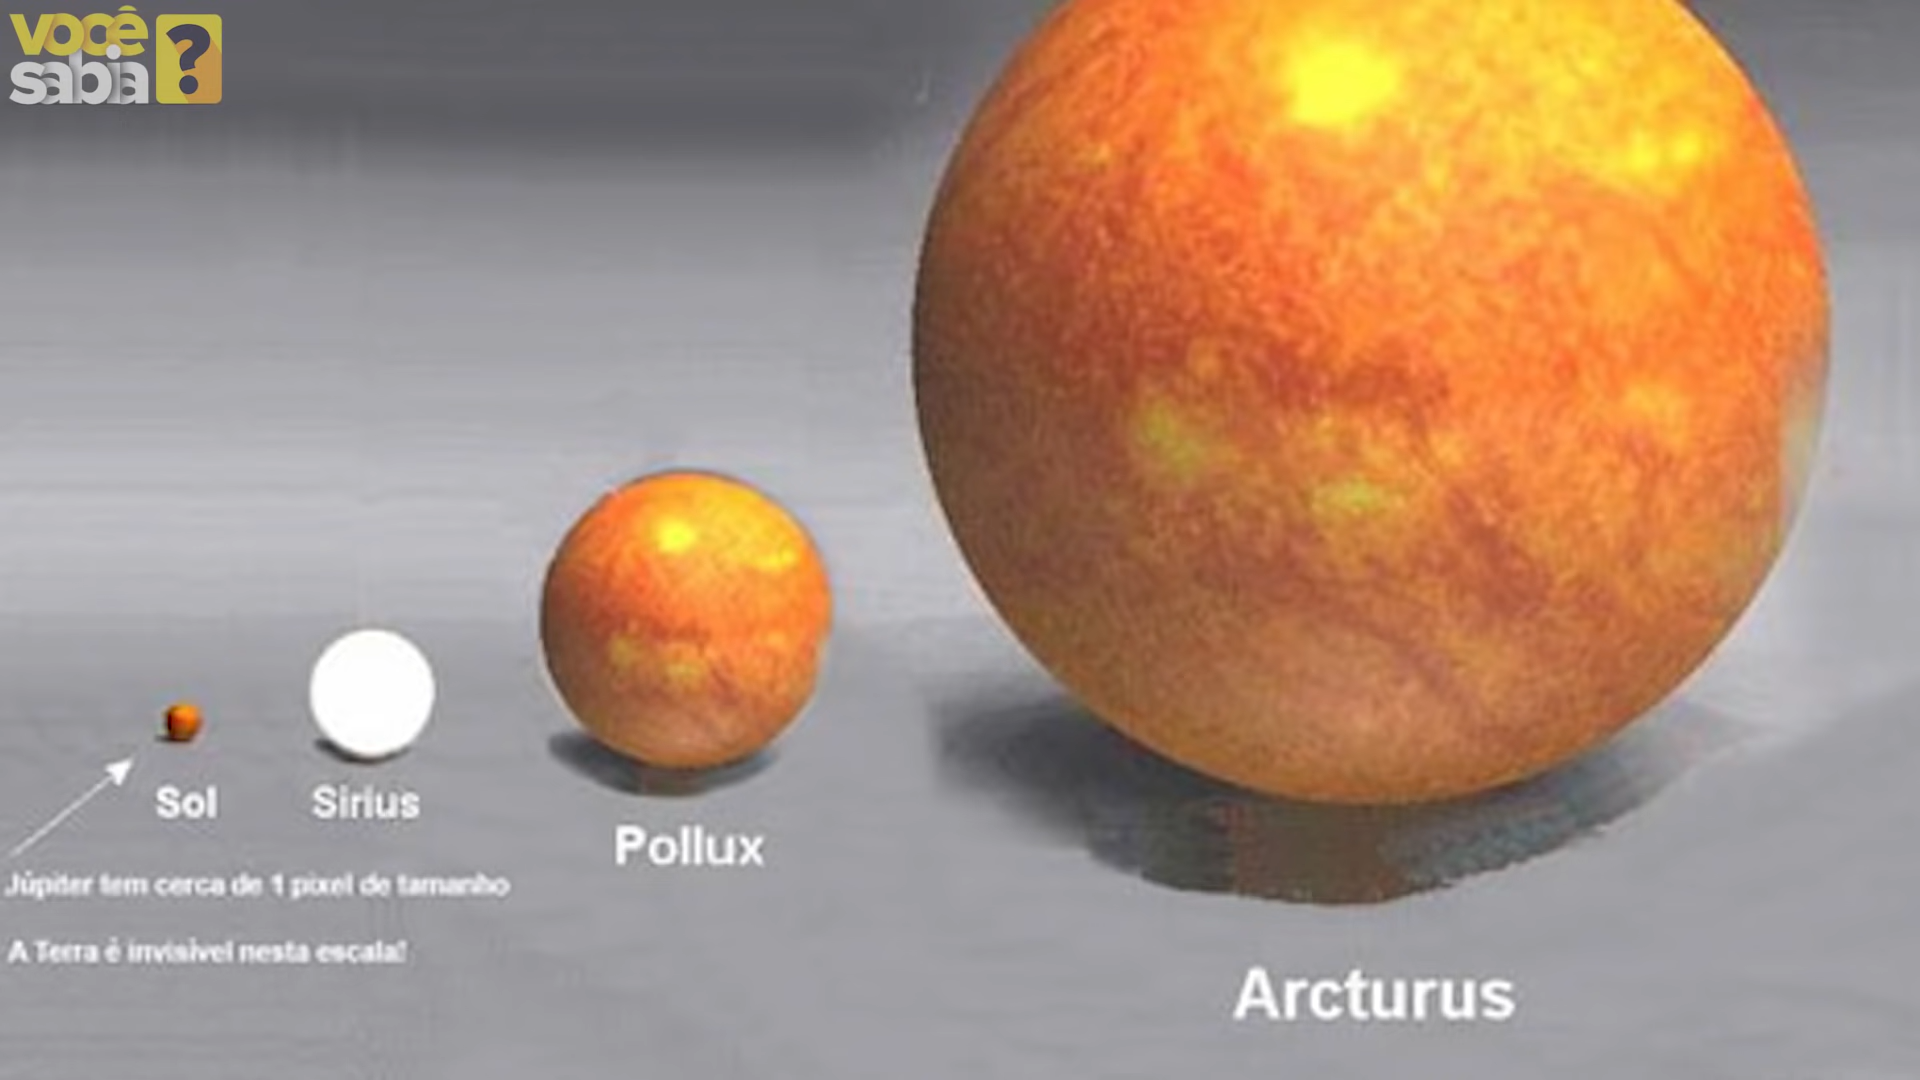 você
sabia ?
Sol
Sirius
Pollux
Júpiter tem cerca de 1 pixel de tamanho
A Terra é invisível nesta escala!
Arcturus